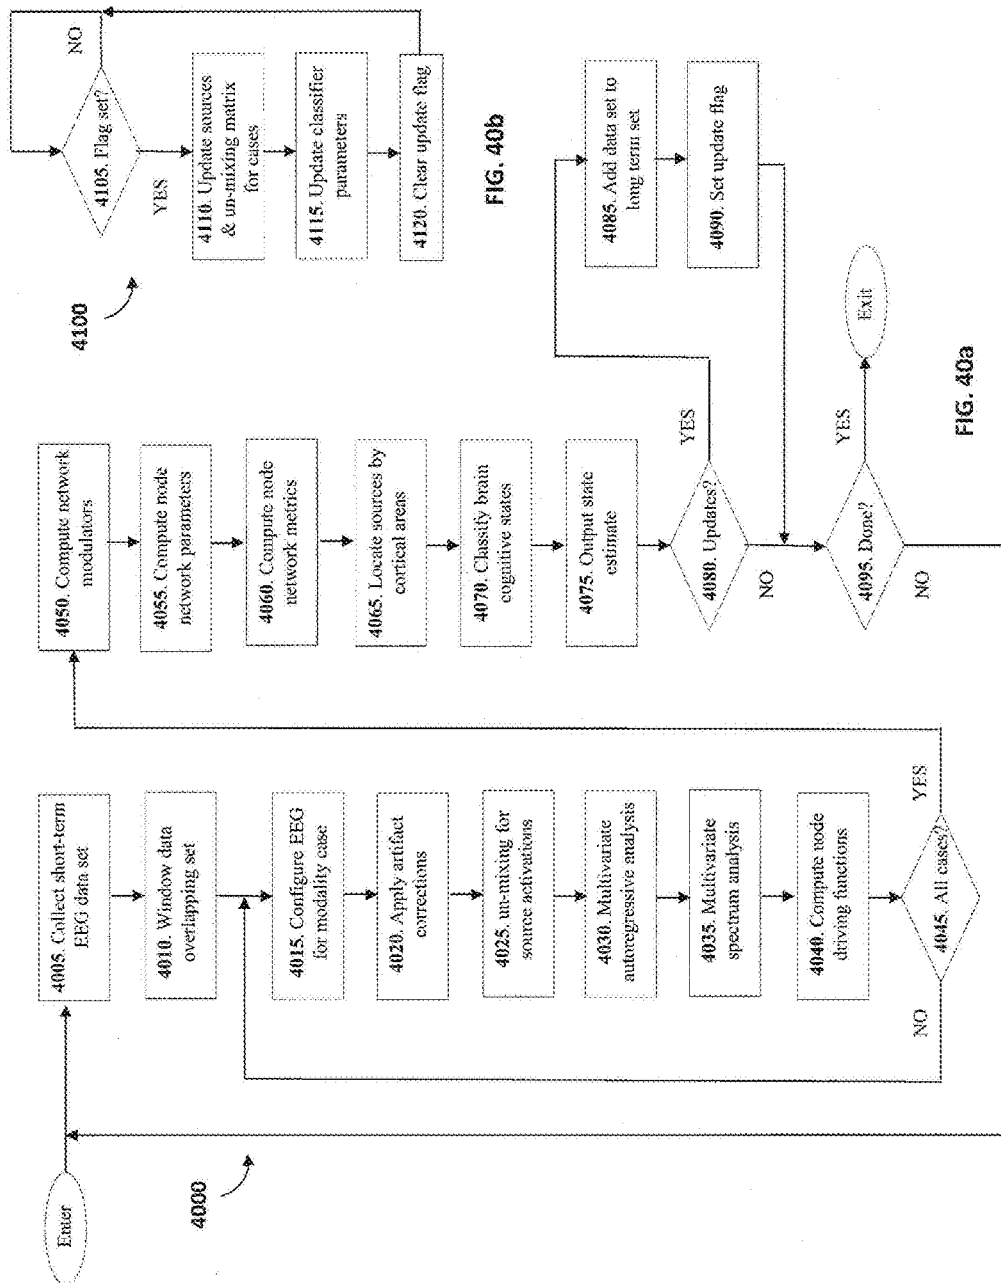 Enter
4000
4005. Collect short-term
EEG data set
4010. Window data
overlapping set
4015. Configure EEG
for modality case
4020. Apply artifact
corrections
4025. un-mixing for
source activations
4030. Multivariate
autoregressive analysis
4035. Multivariate
spectrum analysis
4040. Compute node
driving functions
4045. All cases?
NO
YES
4050. Compute network
modulators
4055. Compute node
network parameters
4060. Compute node
network metrics
4065. Locate sources by
cortical areas
4070. Classify brain
cognitive states
4075. Output state
estimate
4080. Updates?
YES
NO
4085. Add data set to
long term set
4090. Set update flag
4095. Done?
YES
NO
Exit
FIG. 40a
4100
4105. Flag set?
NO
YES
4110. Update sources
& un-mixing matrix
for cases
4115. Update classifier
parameters
4120. Clear update flag
FIG. 40b